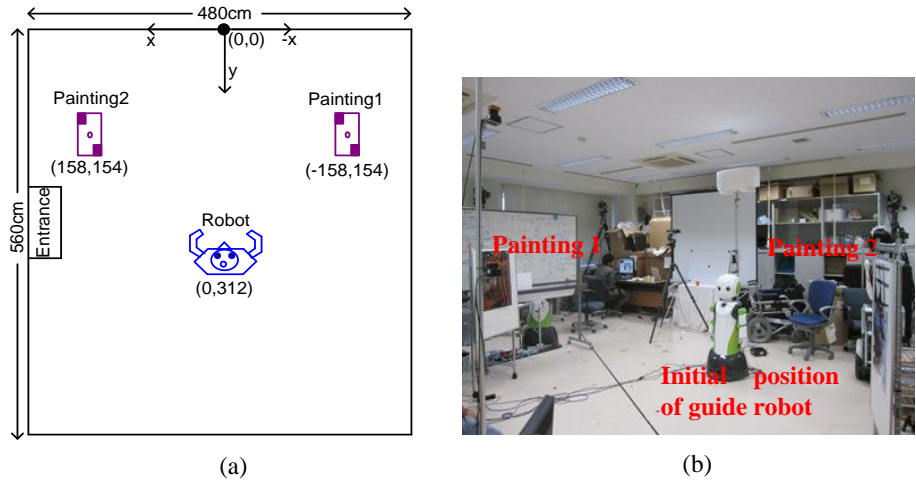 480cm
x
(0,0)
-x
y
Painting2
Painting1
(158,154)
(-158,154)
560cm
Entrance
Robot
(0,312)
(a)
Painting 1
Painting 2
Initial position
of guide robot
(b)